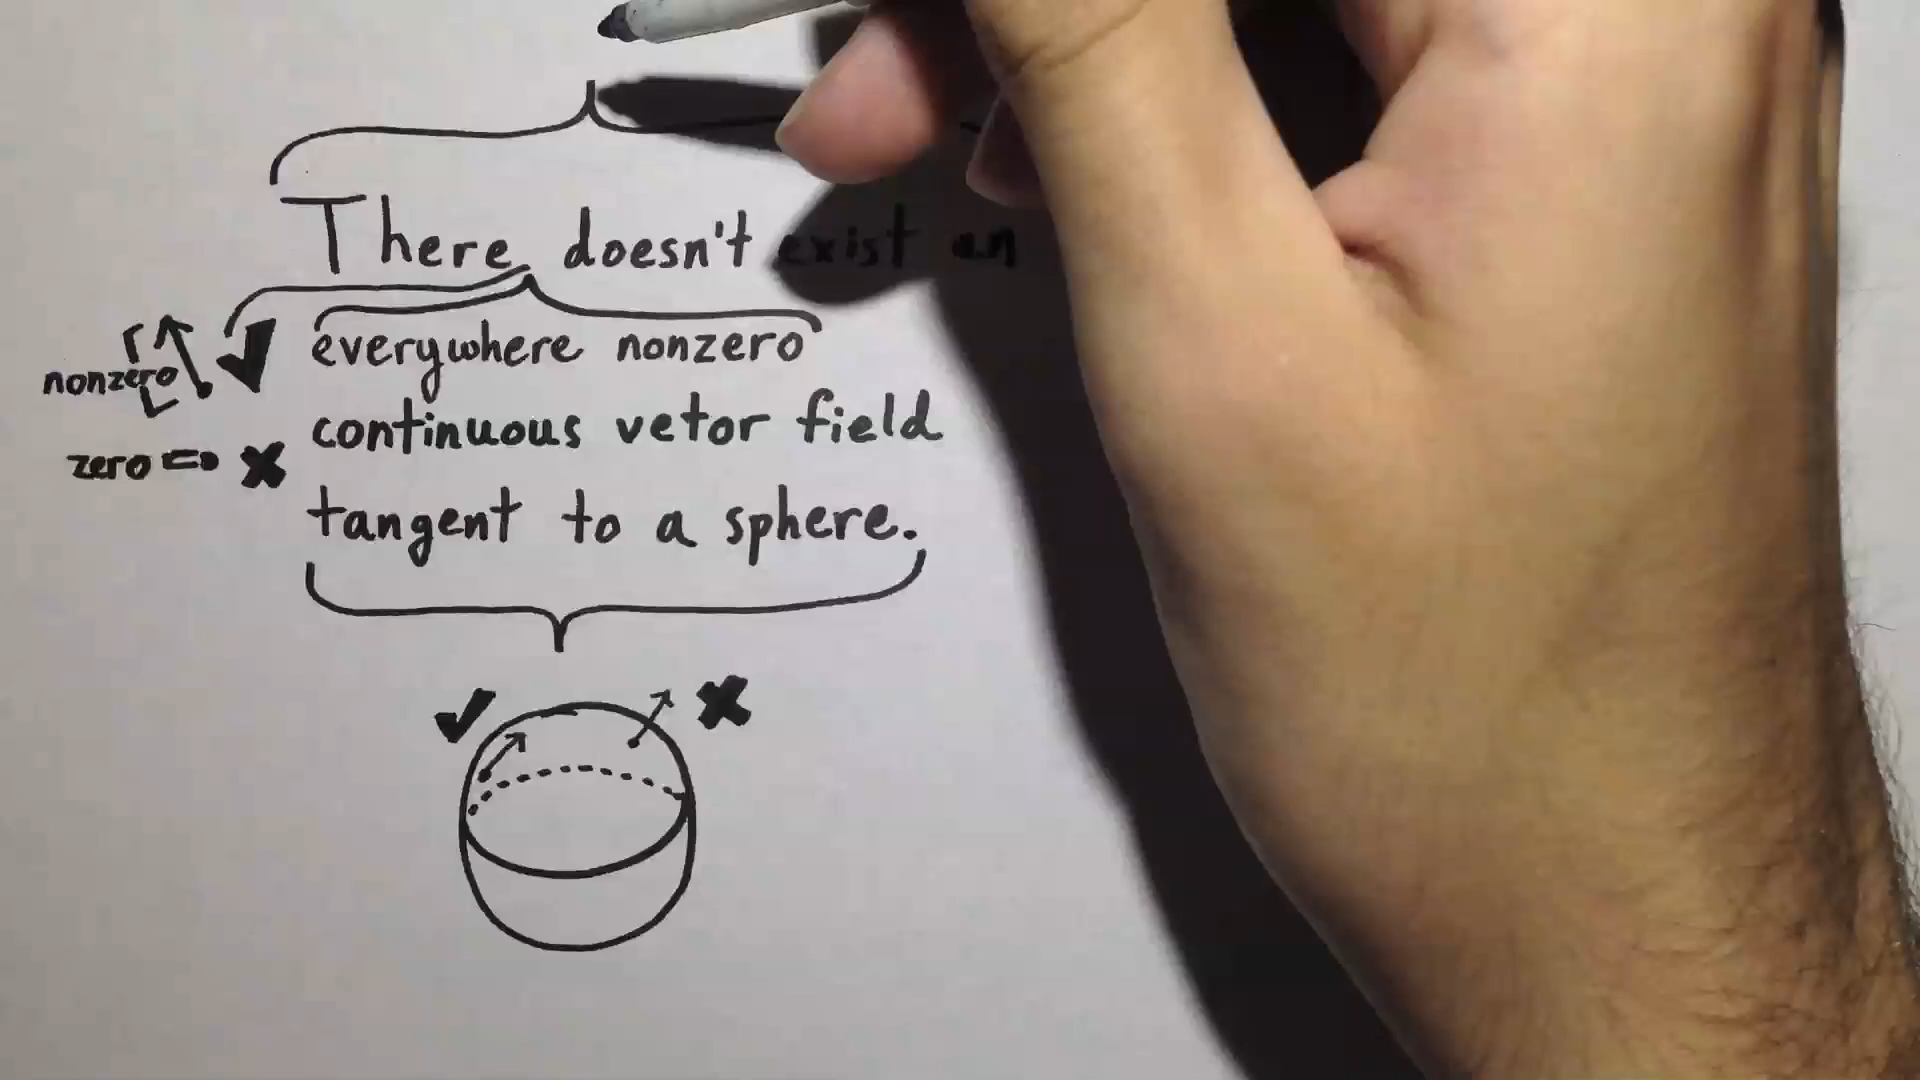 There doesn't exist an
everywhere nonzero
nonzero
continuous vetor field
zero
tangent to a sphere.